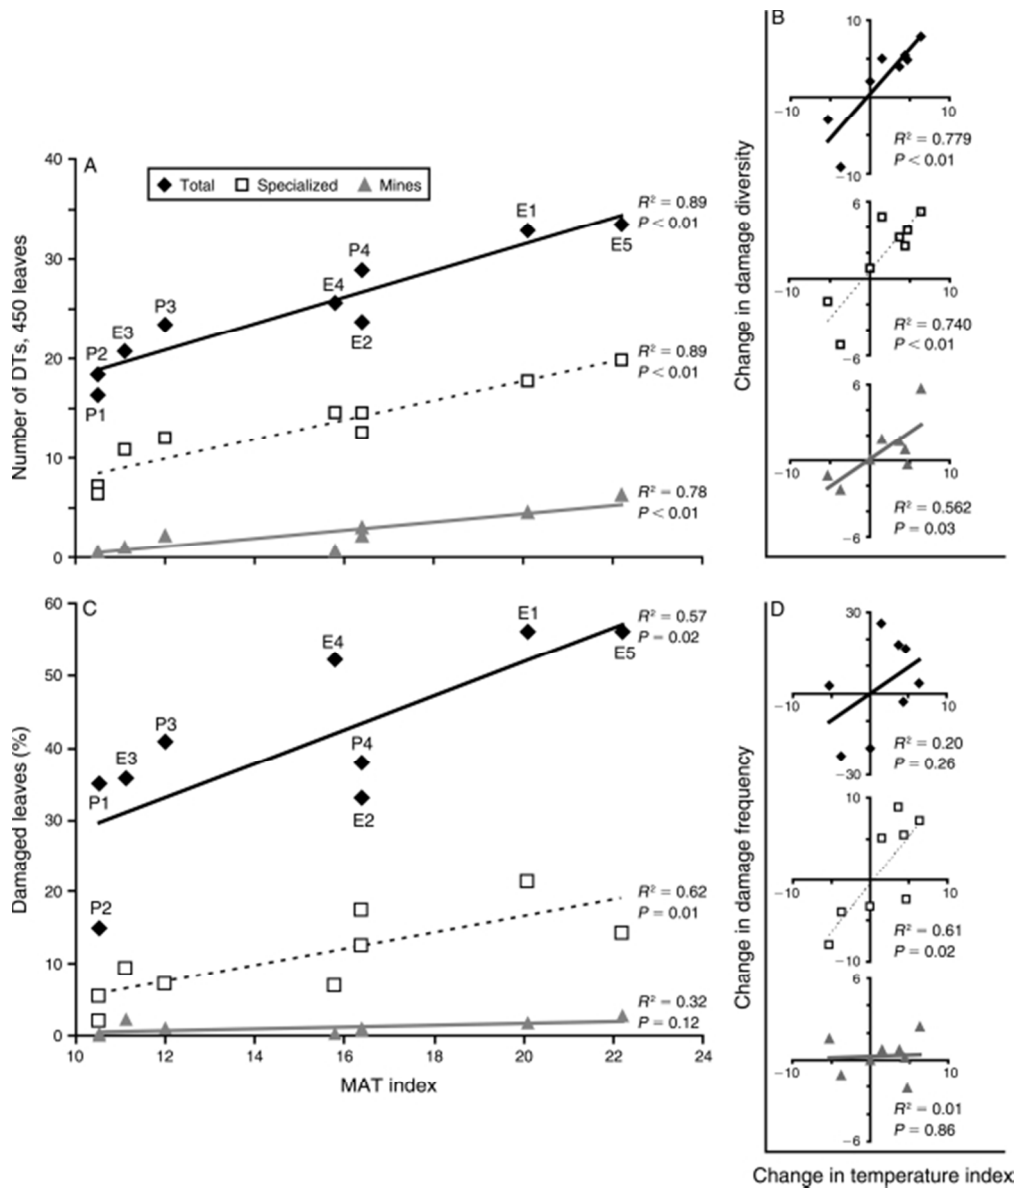 A
Total Specialized Mines
Number of DTs, 450 leaves
40
30
20
10
0
P1
P2
E3
P3
E4
P4
E2
E1
E5
R² = 0.89
P < 0.01
R² = 0.89
P < 0.01
R² = 0.78
P < 0.01
B
Change in damage diversity
10
−10 10
−10
R² = 0.779
P < 0.01
6
−10 10
−6
R² = 0.740
P < 0.01
6
−10 10
−6
R² = 0.562
P = 0.03
C
Damaged leaves (%)
60
50
40
30
20
10
0
P1
P2
E3
P3
E4
P4
E2
E1
E5
R² = 0.57
P = 0.02
R² = 0.62
P = 0.01
R² = 0.32
P = 0.12
10 12 14 16 18 20 22 24
MAT index
D
Change in damage frequency
30
−10 10
−30
R² = 0.20
P = 0.26
10
−10 10
−10
R² = 0.61
P = 0.02
6
−10 10
−6
R² = 0.01
P = 0.86
Change in temperature index